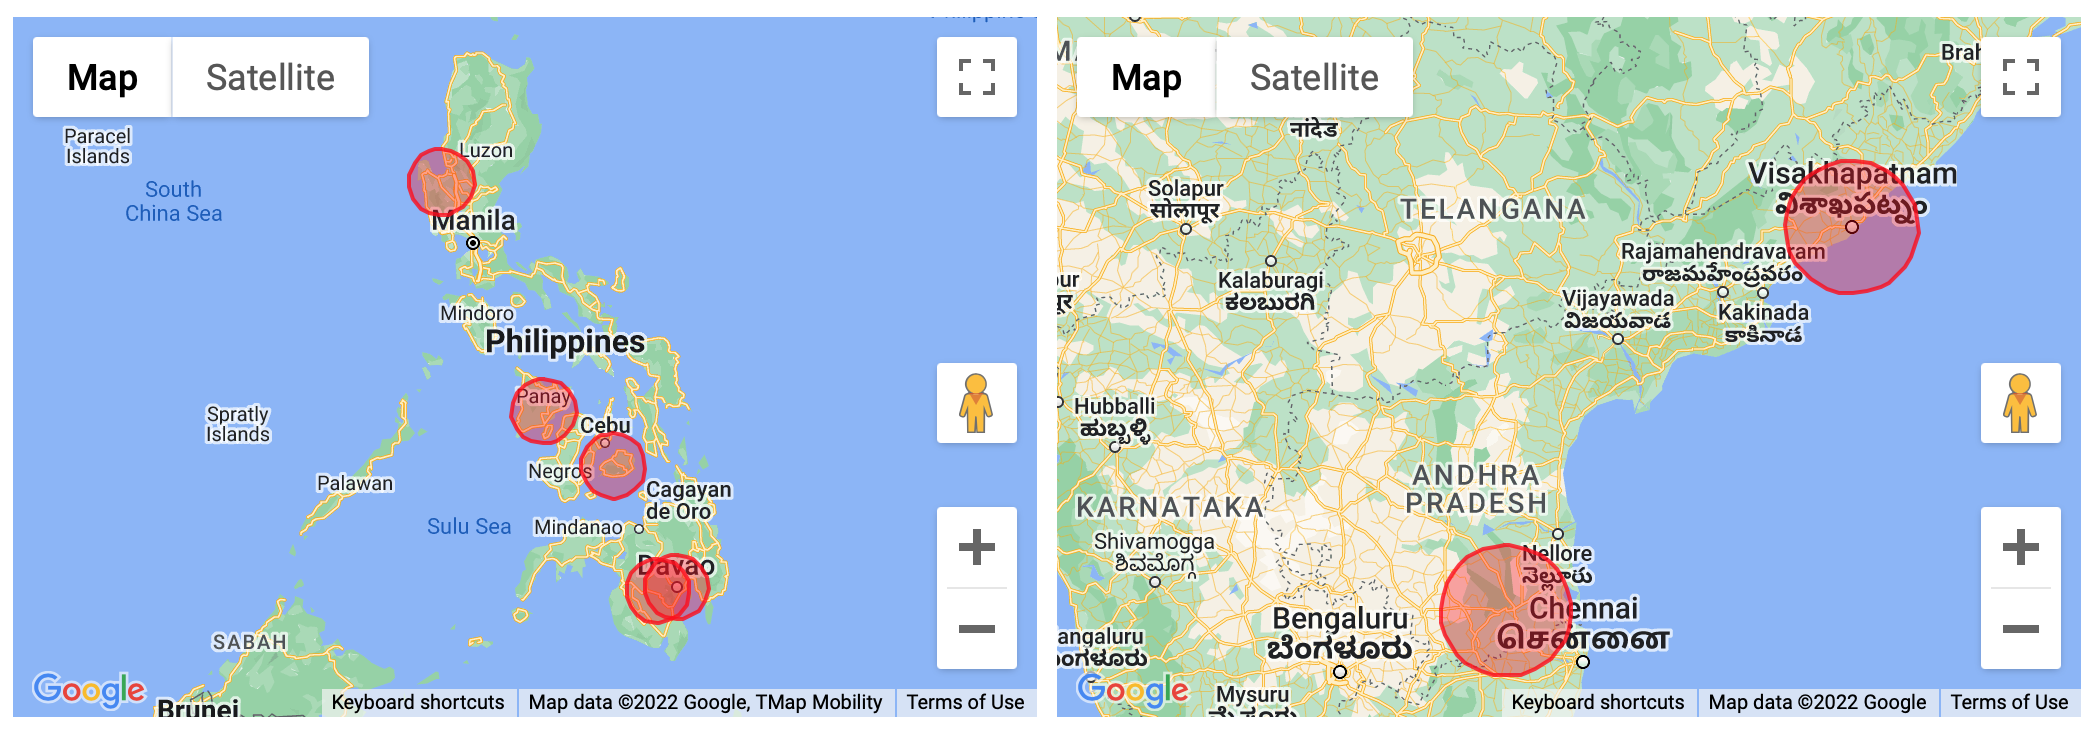 Map
Satellite
Paracel
Islands
Luzon
South
China Sea
Manila
Mindoro
Philippines
Panay
Spratly
Islands
Cebu
Negros
Palawan
Cagayan
de Oro
Sulu Sea
Mindanao
Davao
SABAH
Google
Brunei
Keyboard shortcuts
Map data ©2022 Google, TMap Mobility
Terms of Use
Map
Satellite
नांदेड
Visakhapatnam
విశాఖపట్నం
Solapur
सोलापूर
TELANGANA
Rajamahendravaram
రాజమహేంద్రవరం
Kalaburagi
ಕಲಬುರಗಿ
Vijayawada
విజయవాడ
Kakinada
కాకినాడ
Hubballi
ಹುಬ್ಬಳ್ಳಿ
ANDHRA
PRADESH
KARNATAKA
Shivamogga
ಶಿವಮೊಗ್ಗ
Nellore
నెల్లూరు
Chennai
சென்னை
Bengaluru
ಬೆಂಗಳೂರು
angaluru
ಂಗಳೂರು
Google
Mysuru
Keyboard shortcuts
Map data ©2022 Google
Terms of Use